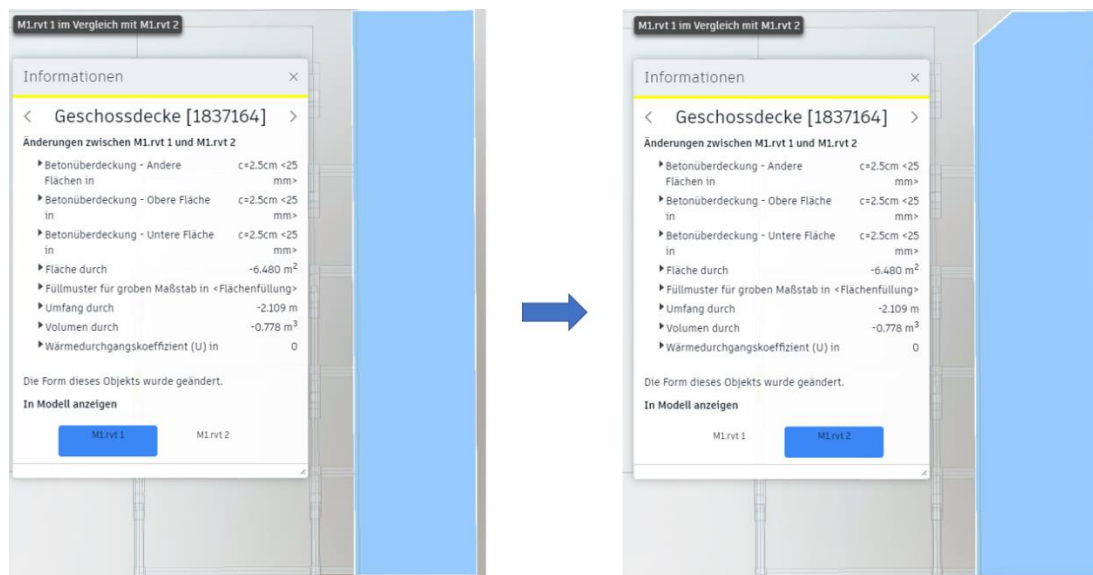 M1.rvt 1 im Vergleich mit M1.rvt 2
Informationen
Geschossdecke [1837164]
Änderungen zwischen M1.rvt 1 und M1.rvt 2
Betonüberdeckung - Andere c=2.5cm <25
Flächen in mm>
Betonüberdeckung - Obere Fläche c=2.5cm <25
in mm>
Betonüberdeckung - Untere Fläche c=2.5cm <25
in mm>
Fläche durch -6.480 m²
Füllmuster für groben Maßstab in <Flächenfüllung>
Umfang durch -2.109 m
Volumen durch -0.778 m³
Wärmedurchgangskoeffizient (U) in 0
Die Form dieses Objekts wurde geändert.
In Modell anzeigen
M1.rvt 1 M1.rvt 2
M1.rvt 1 im Vergleich mit M1.rvt 2
Informationen
Geschossdecke [1837164]
Änderungen zwischen M1.rvt 1 und M1.rvt 2
Betonüberdeckung - Andere c=2.5cm <25
Flächen in mm>
Betonüberdeckung - Obere Fläche c=2.5cm <25
in mm>
Betonüberdeckung - Untere Fläche c=2.5cm <25
in mm>
Fläche durch -6.480 m²
Füllmuster für groben Maßstab in <Flächenfüllung>
Umfang durch -2.109 m
Volumen durch -0.778 m³
Wärmedurchgangskoeffizient (U) in 0
Die Form dieses Objekts wurde geändert.
In Modell anzeigen
M1.rvt 1 M1.rvt 2